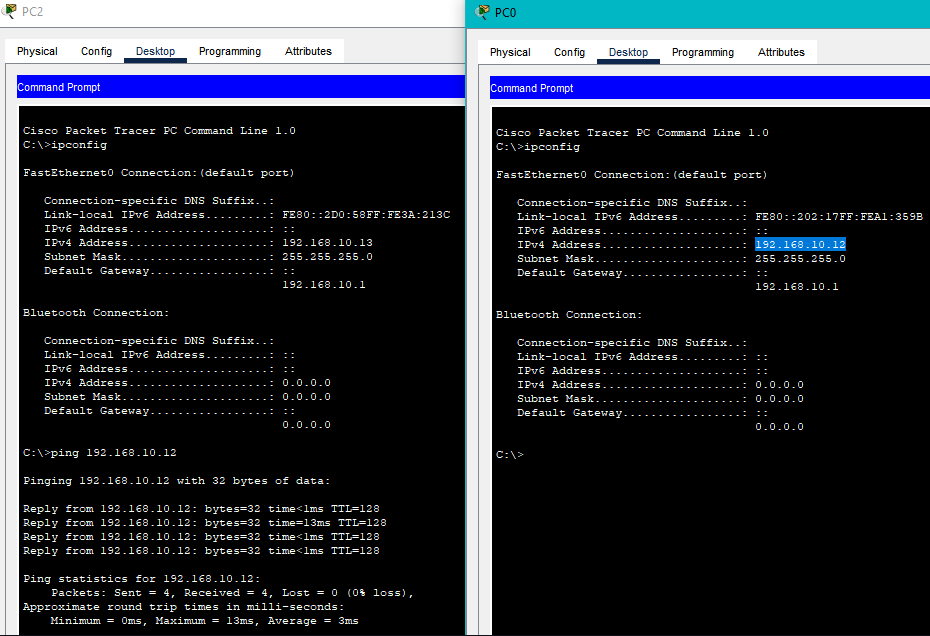 PC2
Physical Config Desktop Programming Attributes
Command Prompt
Cisco Packet Tracer PC Command Line 1.0
C:\>ipconfig
FastEthernet0 Connection:(default port)
Connection-specific DNS Suffix..:
Link-local IPv6 Address.........: FE80::2D0:58FF:FE3A:213C
IPv6 Address....................: ::
IPv4 Address....................: 192.168.10.13
Subnet Mask.....................: 255.255.255.0
Default Gateway.................: ::
192.168.10.1
Bluetooth Connection:
Connection-specific DNS Suffix..:
Link-local IPv6 Address.........: ::
IPv6 Address....................: ::
IPv4 Address....................: 0.0.0.0
Subnet Mask.....................: 0.0.0.0
Default Gateway.................: ::
0.0.0.0
C:\>ping 192.168.10.12
Pinging 192.168.10.12 with 32 bytes of data:
Reply from 192.168.10.12: bytes=32 time<1ms TTL=128
Reply from 192.168.10.12: bytes=32 time=13ms TTL=128
Reply from 192.168.10.12: bytes=32 time<1ms TTL=128
Reply from 192.168.10.12: bytes=32 time<1ms TTL=128
Ping statistics for 192.168.10.12:
Packets: Sent = 4, Received = 4, Lost = 0 (0% loss),
Approximate round trip times in milli-seconds:
Minimum = 0ms, Maximum = 13ms, Average = 3ms
PC0
Physical Config Desktop Programming Attributes
Command Prompt
Cisco Packet Tracer PC Command Line 1.0
C:\>ipconfig
FastEthernet0 Connection:(default port)
Connection-specific DNS Suffix..:
Link-local IPv6 Address.........: FE80::202:17FF:FEA1:359B
IPv6 Address....................: ::
IPv4 Address....................: 192.168.10.12
Subnet Mask.....................: 255.255.255.0
Default Gateway.................: ::
192.168.10.1
Bluetooth Connection:
Connection-specific DNS Suffix..:
Link-local IPv6 Address.........: ::
IPv6 Address....................: ::
IPv4 Address....................: 0.0.0.0
Subnet Mask.....................: 0.0.0.0
Default Gateway.................: ::
0.0.0.0
C:\>